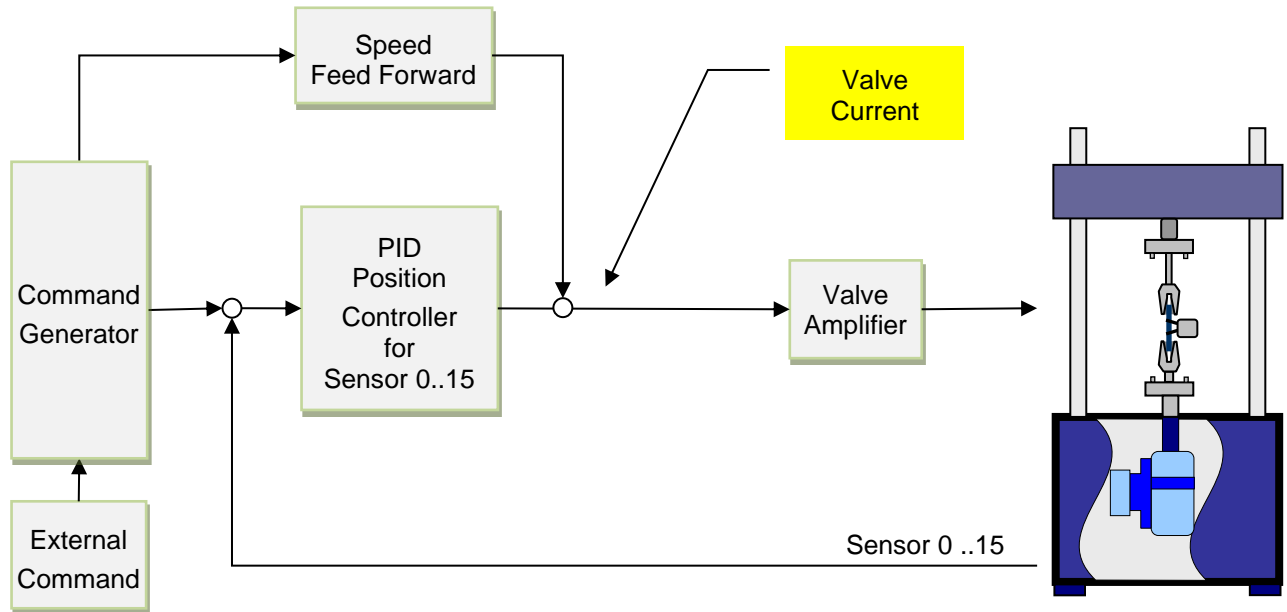 Speed
Feed Forward
Valve
Current
Command
Generator
PID
Position
Controller
for
Sensor 0..15
Valve
Amplifier
External
Command
Sensor 0 ..15